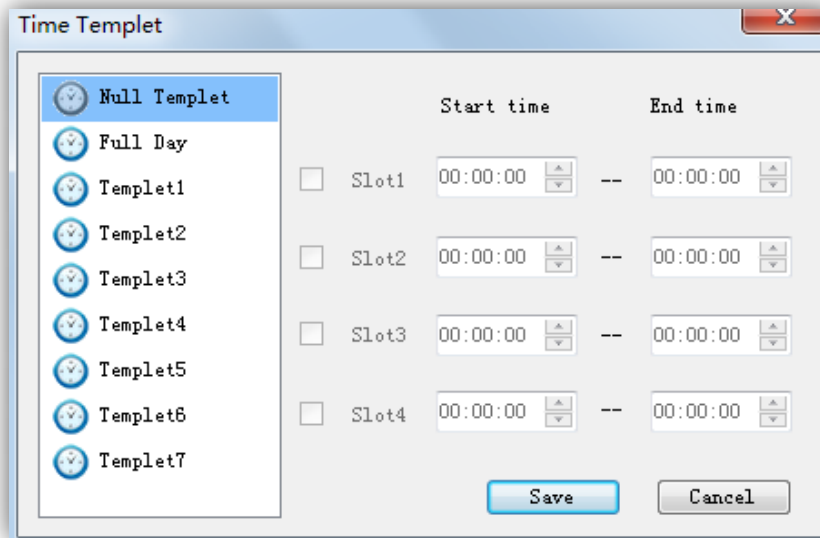 Time Templet
Null Templet
Full Day
Templet1
Templet2
Templet3
Templet4
Templet5
Templet6
Templet7
Start time End time
Slot1 00:00:00 -- 00:00:00
Slot2 00:00:00 -- 00:00:00
Slot3 00:00:00 -- 00:00:00
Slot4 00:00:00 -- 00:00:00
Save Cancel